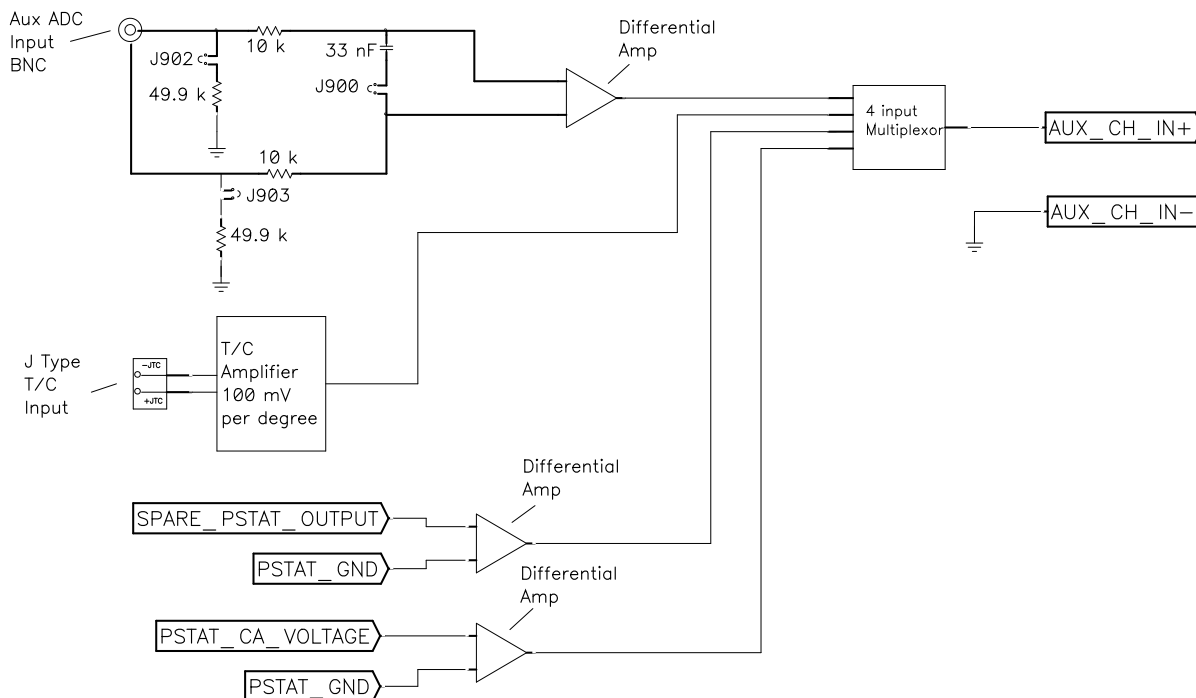 Aux ADC
Input
BNC
10 k
33 nF
J902
J900
49.9 k
10 k
J903
49.9 k
Differential
Amp
4 input
Multiplexor
AUX_CH_IN+
AUX_CH_IN-
J Type
T/C
Input
-JTC
+JTC
T/C
Amplifier
100 mV
per degree
Differential
Amp
SPARE_PSTAT_OUTPUT
PSTAT_GND
Differential
Amp
PSTAT_CA_VOLTAGE
PSTAT_GND